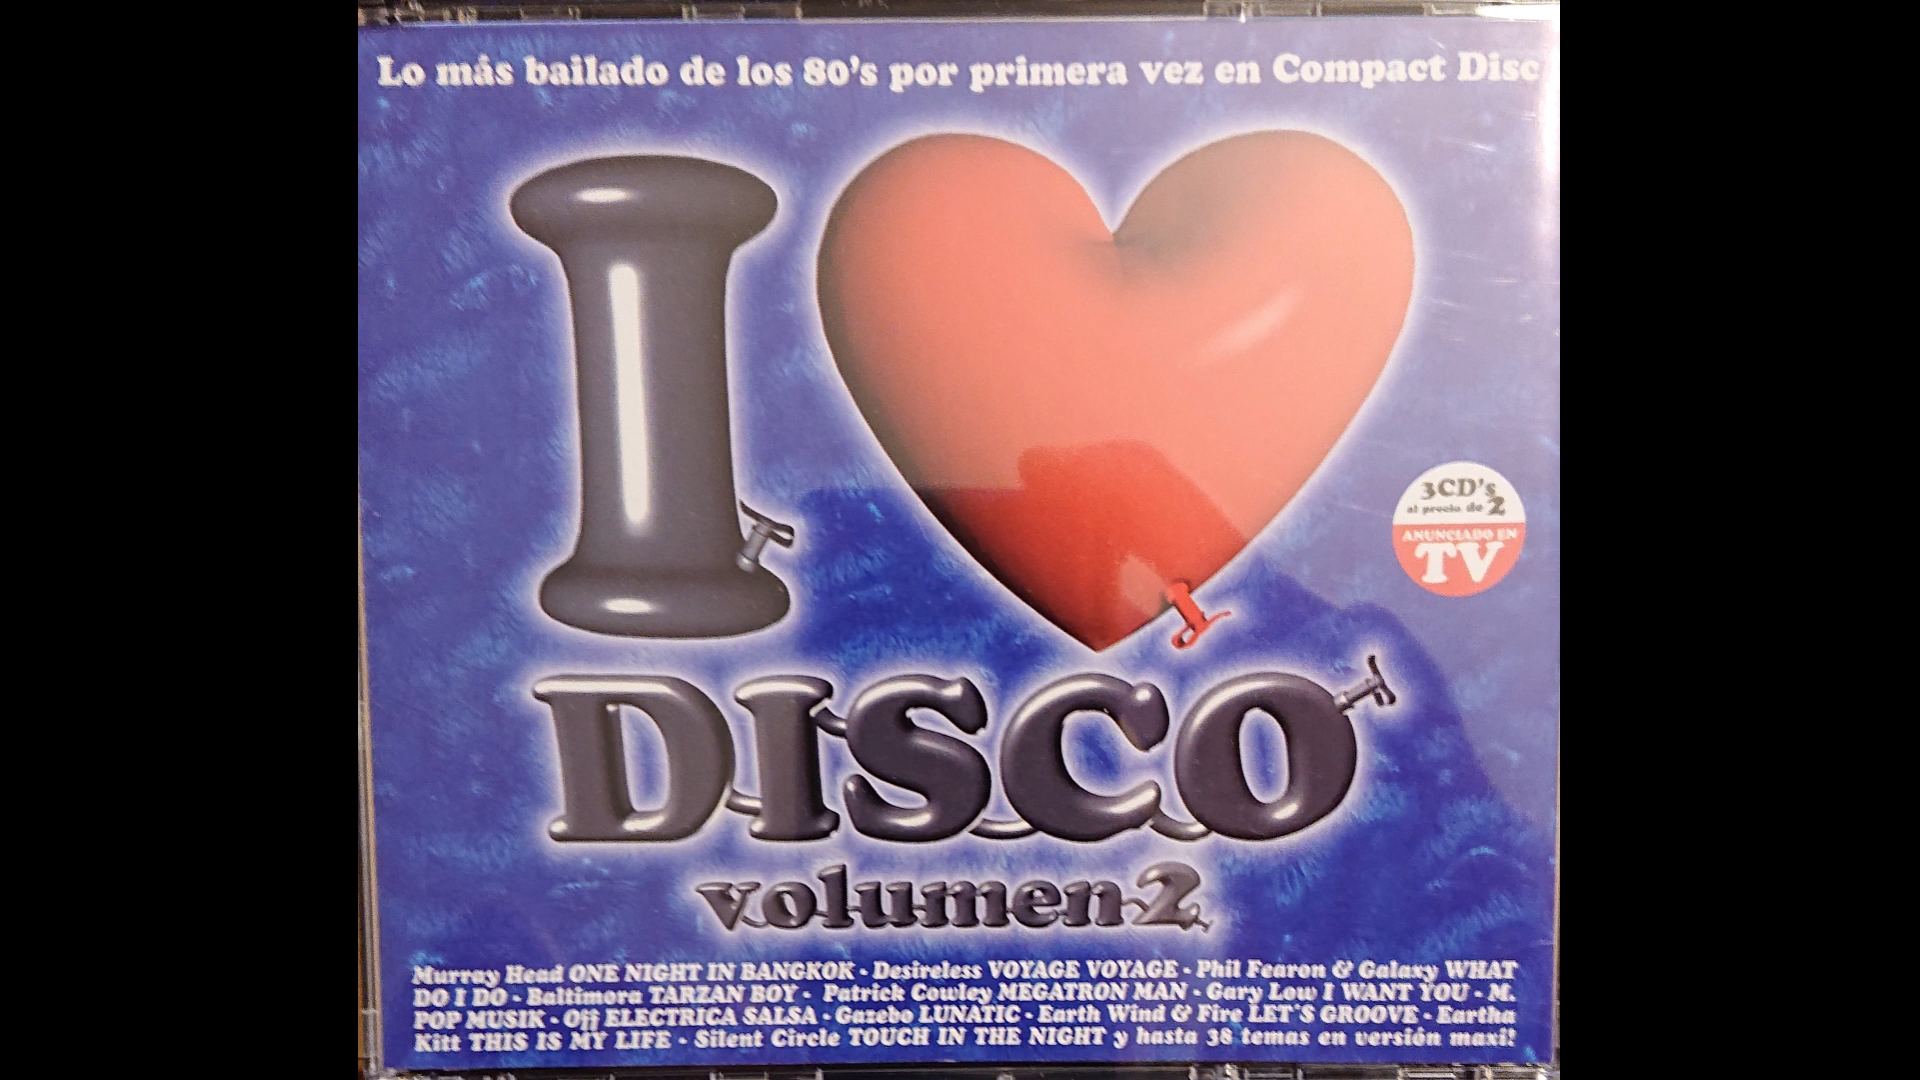 Lo más bailado de los 80's por primera vez en Compact Disc
I
3CD's
al precio de 2
ANUNCIADO EN
TV
DISCO
volumen 2
Murray Head ONE NIGHT IN BANGKOK - Desireless VOYAGE VOYAGE - Phil Fearon & Galaxy WHAT
DO I DO - Baltimora TARZAN BOY - Patrick Cowley MEGATRON MAN - Gary Low I WANT YOU - M.
POP MUSIK - Off ELECTRICA SALSA - Gazebo LUNATIC - Earth Wind & Fire LET'S GROOVE - Eartha
Kitt THIS IS MY LIFE - Silent Circle TOUCH IN THE NIGHT y hasta 38 temas en versión maxi!